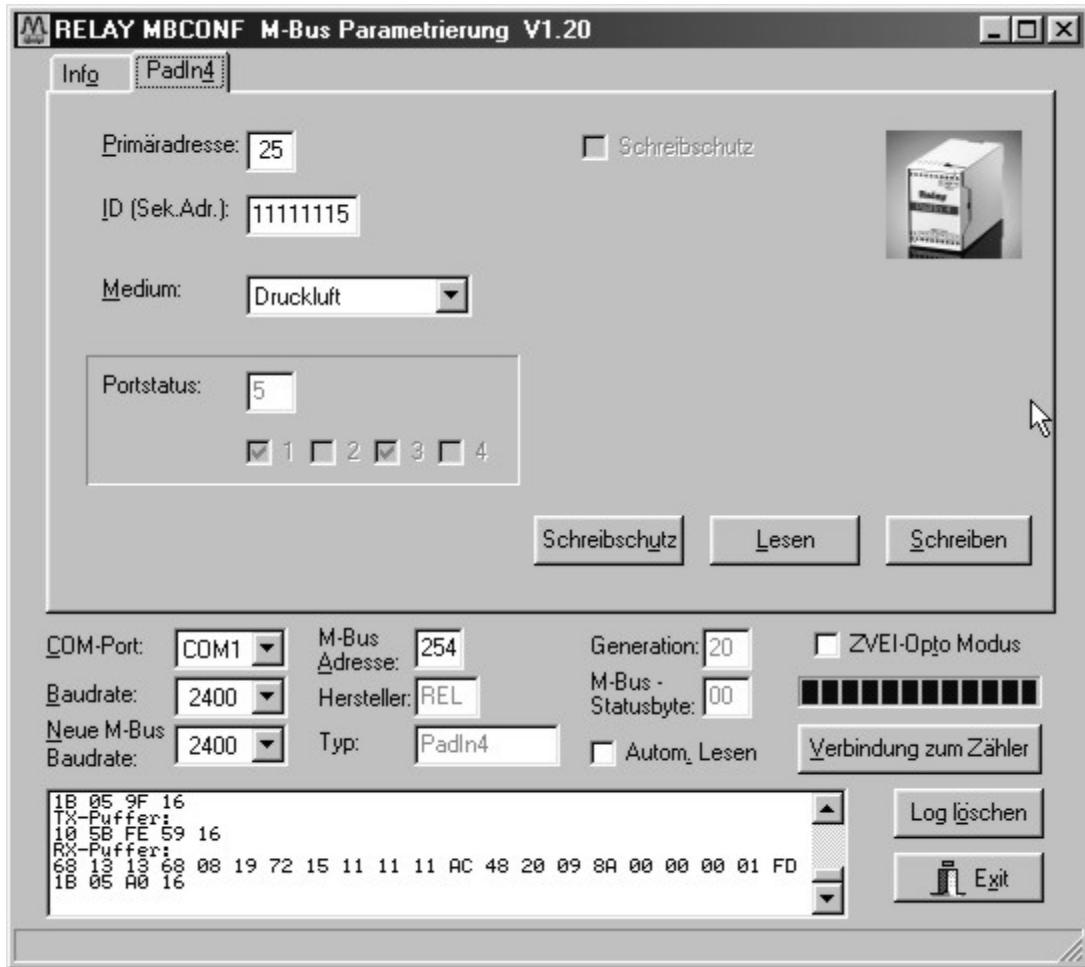 RELAY MBCONF M-Bus Parametrierung V1.20
Info PadIn4
Primäradresse: 25
Schreibschutz
ID (Sek.Adr.): 11111115
Relay
PadIn4
Medium: Druckluft
Portstatus: 5
1 2 3 4
Schreibschutz Lesen Schreiben
COM-Port: COM1
Baudrate: 2400
Neue M-Bus
Baudrate: 2400
M-Bus
Adresse: 254
Hersteller: REL
Typ: PadIn4
Generation: 20
M-Bus -
Statusbyte: 00
Autom. Lesen
ZVEI-Opto Modus
Verbindung zum Zähler
1B 05 9F 16
TX-Puffer:
10 5B FE 59 16
RX-Puffer:
68 13 13 68 08 19 72 15 11 11 11 AC 48 20 09 8A 00 00 00 01 FD
1B 05 A0 16
Log löschen
Exit